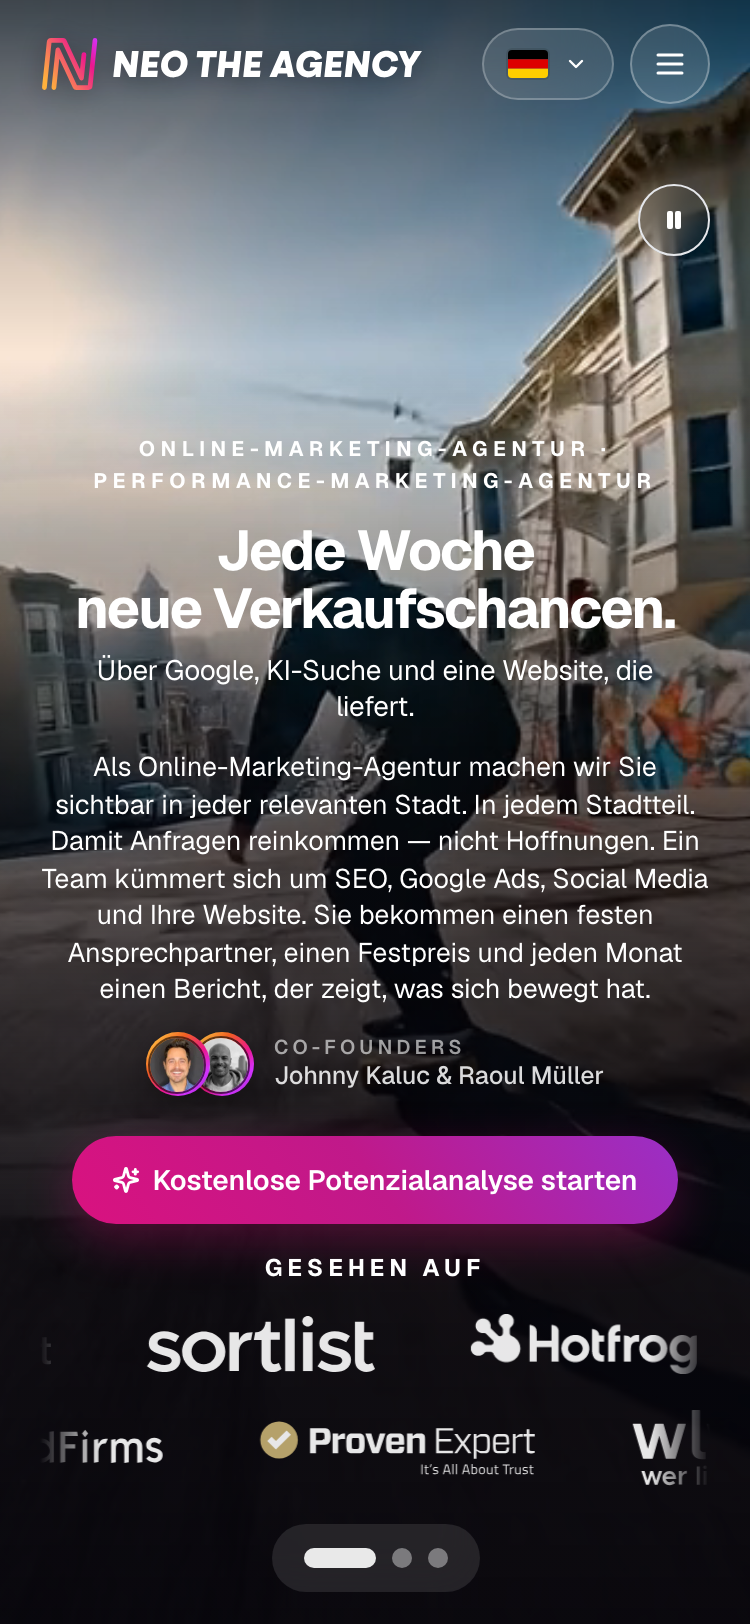 NEO THE AGENCY
ONLINE-MARKETING-AGENTUR ·
PERFORMANCE-MARKETING-AGENTUR
Jede Woche
neue Verkaufschancen.
Über Google, KI-Suche und eine Website, die
liefert.
Als Online-Marketing-Agentur machen wir Sie
sichtbar in jeder relevanten Stadt. In jedem Stadtteil.
Damit Anfragen reinkommen — nicht Hoffnungen. Ein
Team kümmert sich um SEO, Google Ads, Social Media
und Ihre Website. Sie bekommen einen festen
Ansprechpartner, einen Festpreis und jeden Monat
einen Bericht, der zeigt, was sich bewegt hat.
CO-FOUNDERS
Johnny Kaluc & Raoul Müller
Kostenlose Potenzialanalyse starten
GESEHEN AUF
t sortlist Hotfrog
dFirms Proven Expert wl
It's All About Trust wer li